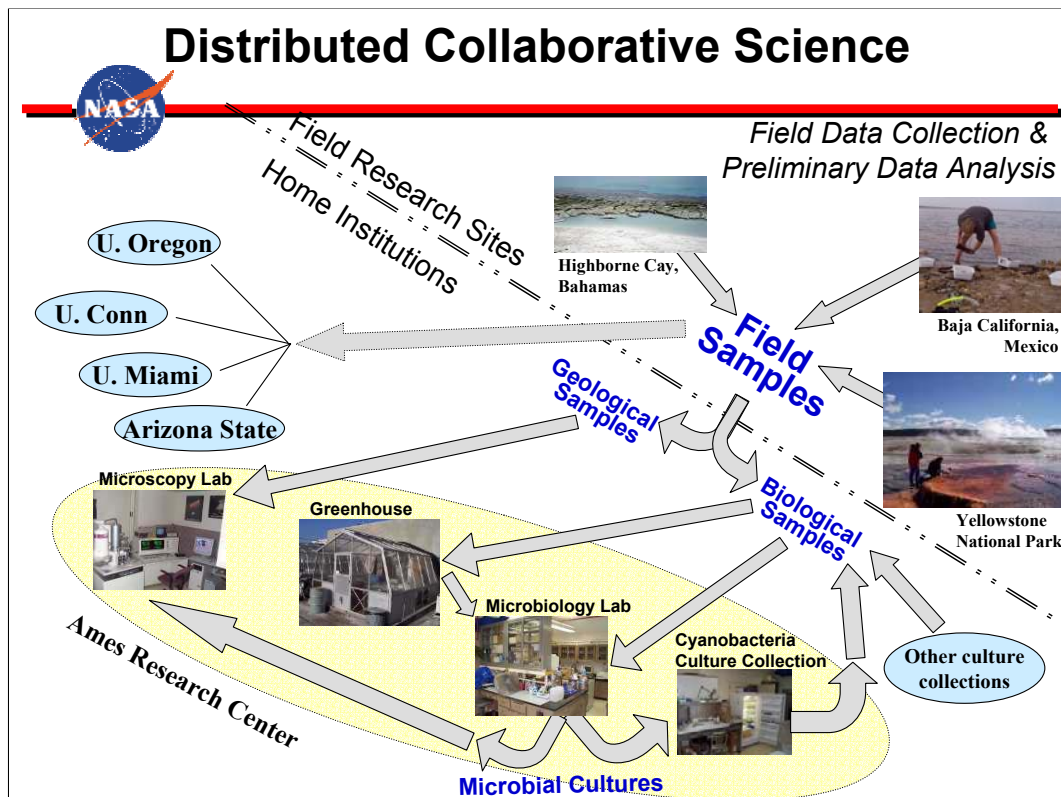 Distributed Collaborative Science
NASA
Field Data Collection &
Preliminary Data Analysis
Field Research Sites
Home Institutions
Highborne Cay,
Bahamas
Baja California,
Mexico
Yellowstone
National Park
U. Oregon
U. Conn
U. Miami
Arizona State
Field
Samples
Geological
Samples
Biological
Samples
Microscopy Lab
Greenhouse
Microbiology Lab
Cyanobacteria
Culture Collection
Other culture
collections
Ames Research Center
Microbial Cultures